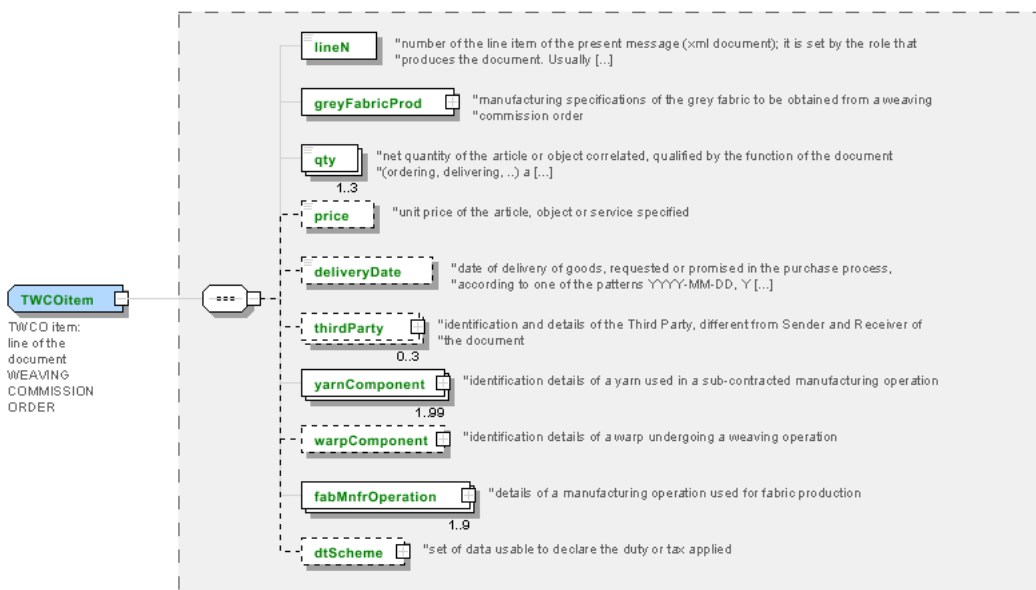 lineN
"number of the line item of the present message (xml document); it is set by the role that
"produces the document. Usually [...]
greyFabricProd
"manufacturing specifications of the grey fabric to be obtained from a weaving
"commission order
qty
"net quantity of the article or object correlated, qualified by the function of the document
"(ordering, delivering, ..) a [...]
1..3
price
"unit price of the article, object or service specified
deliveryDate
"date of delivery of goods, requested or promised in the purchase process,
"according to one of the patterns YYYY-MM-DD, Y [...]
TWCOitem
TWCO item:
line of the
document
WEAVING
COMMISSION
ORDER
thirdParty
"identification and details of the Third Party, different from Sender and Receiver of
"the document
0..3
yarnComponent
"identification details of a yarn used in a sub-contracted manufacturing operation
1..99
warpComponent
"identification details of a warp undergoing a weaving operation
fabMnfrOperation
"details of a manufacturing operation used for fabric production
1..9
dtScheme
"set of data usable to declare the duty or tax applied